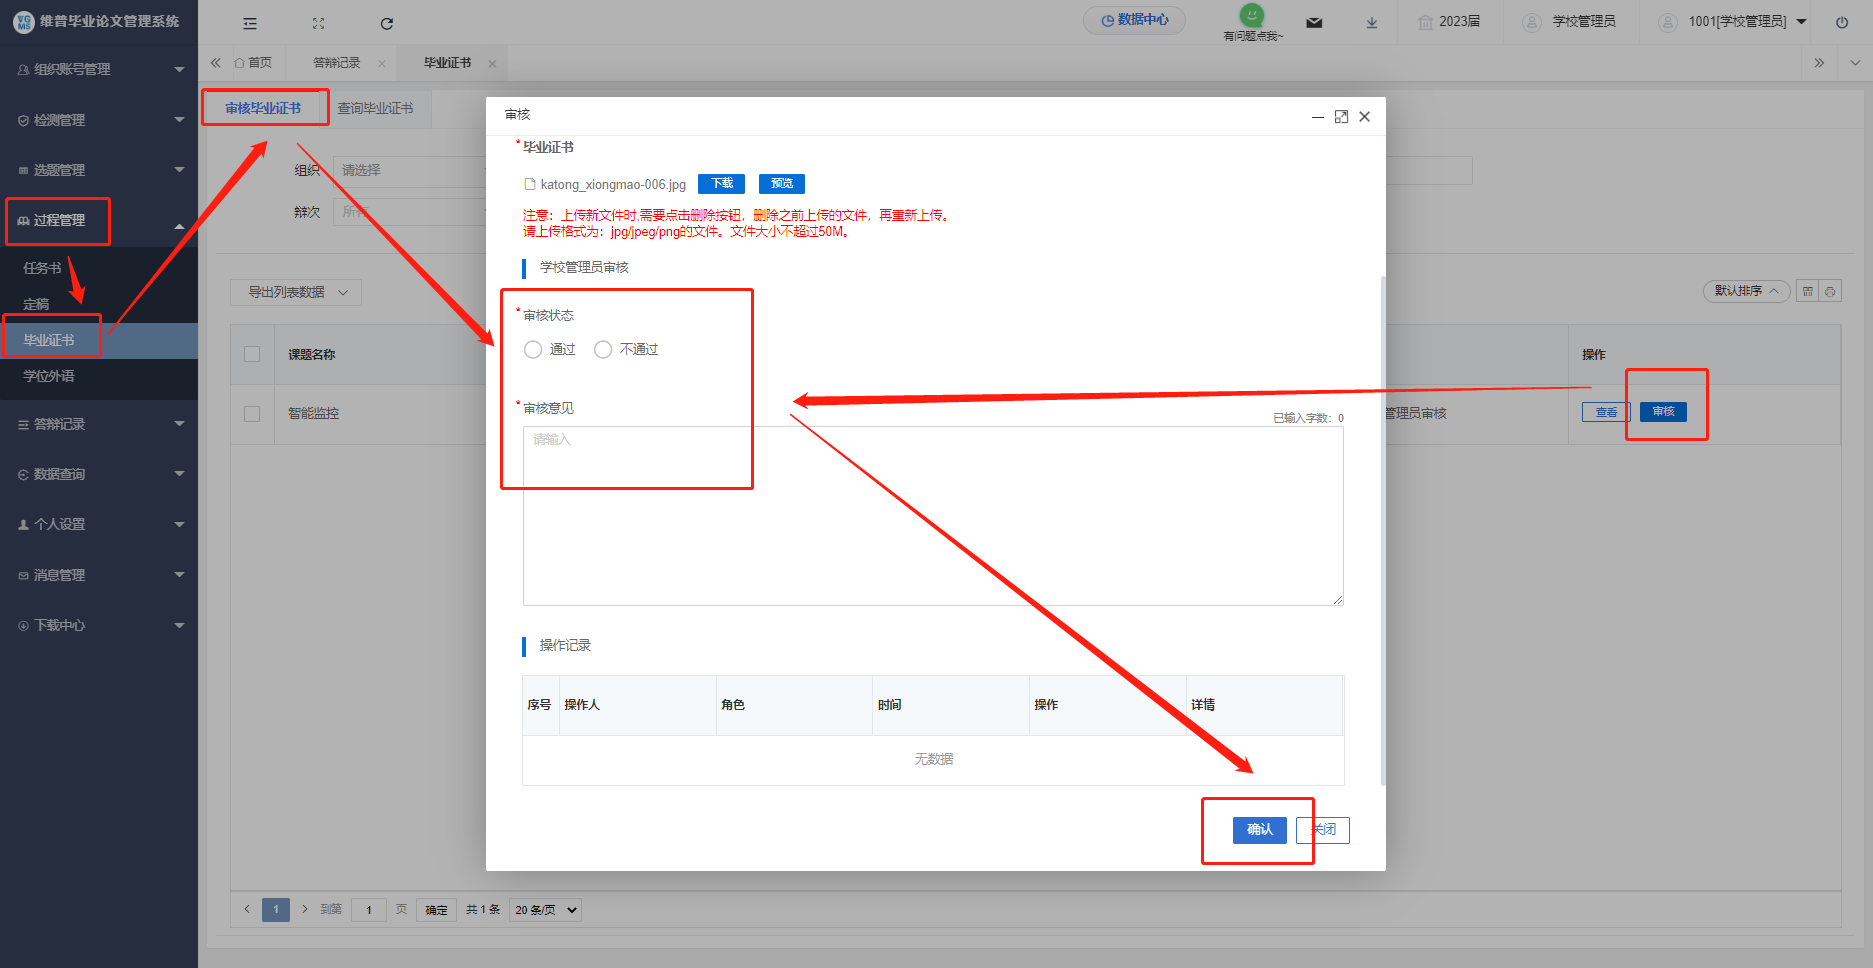 VG MS 维普毕业论文管理系统
数据中心
有问题点我~
2023届
学校管理员
1001[学校管理员]
首页
答辩记录
毕业证书
组织账号管理
检测管理
选题管理
过程管理
任务书
定稿
毕业证书
学位外语
答辩记录
数据查询
个人设置
消息管理
下载中心
审核毕业证书
查询毕业证书
组织
请选择
辩次
所有
导出列表数据
默认排序
课题名称
操作
智能监控
管理员审核
查看
审核
审核
*毕业证书
katong_xiongmao-006.jpg
下载
预览
注意：上传新文件时,需要点击删除按钮，删除之前上传的文件，再重新上传。
请上传格式为：jpg/jpeg/png的文件。文件大小不超过50M。
学校管理员审核
*审核状态
通过
不通过
*审核意见
已输入字数：0
请输入
操作记录
序号 操作人 角色 时间 操作 详情
无数据
确认
关闭
1
到第 1 页 确定 共 1 条 20 条/页